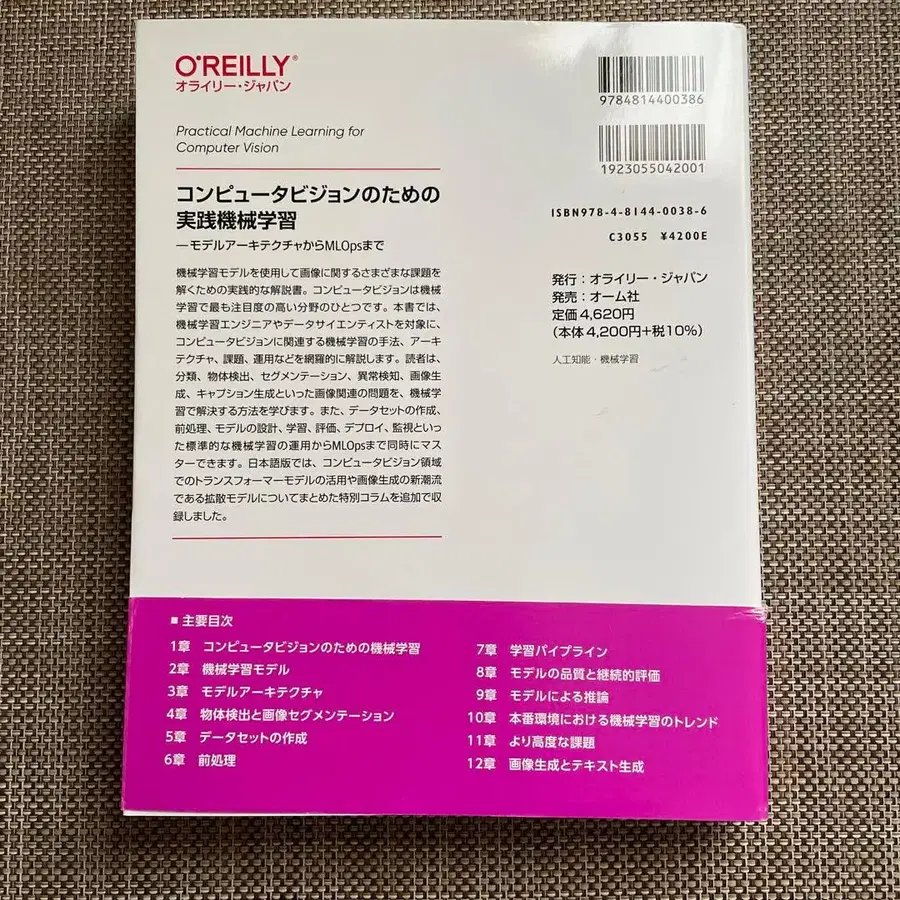 O'REILLY®
オライリー・ジャパン
Practical Machine Learning for
Computer Vision
コンピュータビジョンのための
実践機械学習
―モデルアーキテクチャからMLOpsまで
機械学習モデルを使用して画像に関するさまざまな課題を
解くための実践的な解説書。コンピュータビジョンは機械
学習で最も注目度の高い分野のひとつです。本書では、
機械学習エンジニアやデータサイエンティストを対象に、
コンピュータビジョンに関連する機械学習の手法、アーキ
テクチャ、課題、運用などを網羅的に解説します。読者は、
分類、物体検出、セグメンテーション、異常検知、画像生
成、キャプション生成といった画像関連の問題を、機械学
習で解決する方法を学びます。また、データセットの作成、
前処理、モデルの設計、学習、評価、デプロイ、監視といっ
た標準的な機械学習の運用からMLOpsまで同時にマス
ターできます。日本語版では、コンピュータビジョン領域
でのトランスフォーマーモデルの活用や画像生成の新潮流
である拡散モデルについてまとめた特別コラムを追加で収
録しました。
9784814400386
1923055042001
ISBN978-4-8144-0038-6
C3055 ¥4200E
発行：オライリー・ジャパン
発売：オーム社
定価4,620円
（本体4,200円+税10%）
人工知能・機械学習
■ 主要目次
1章 コンピュータビジョンのための機械学習
2章 機械学習モデル
3章 モデルアーキテクチャ
4章 物体検出と画像セグメンテーション
5章 データセットの作成
6章 前処理
7章 学習パイプライン
8章 モデルの品質と継続的評価
9章 モデルによる推論
10章 本番環境における機械学習のトレンド
11章 より高度な課題
12章 画像生成とテキスト生成